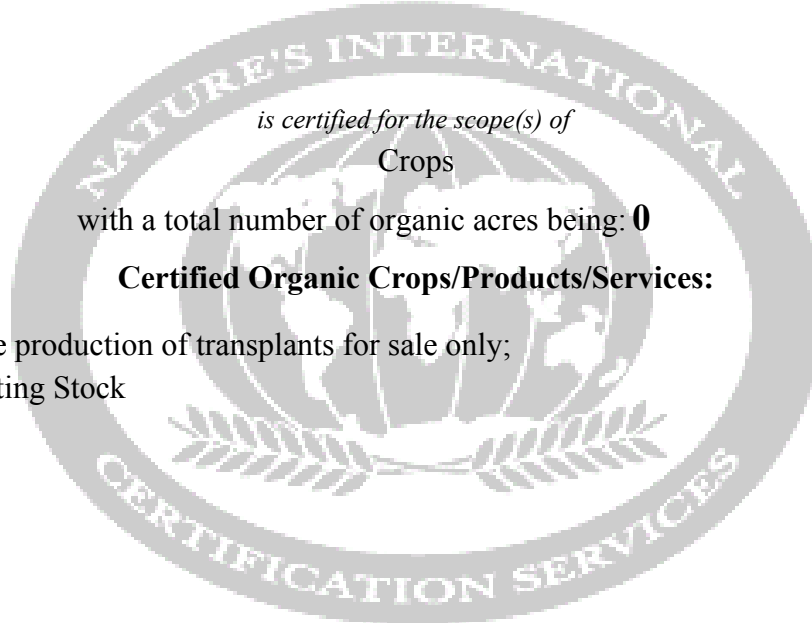 NATURE'S INTERNATIONAL
is certified for the scope(s) of
Crops
with a total number of organic acres being: 0
Certified Organic Crops/Products/Services:
production of transplants for sale only;
Stock
CERTIFICATION SERVICES